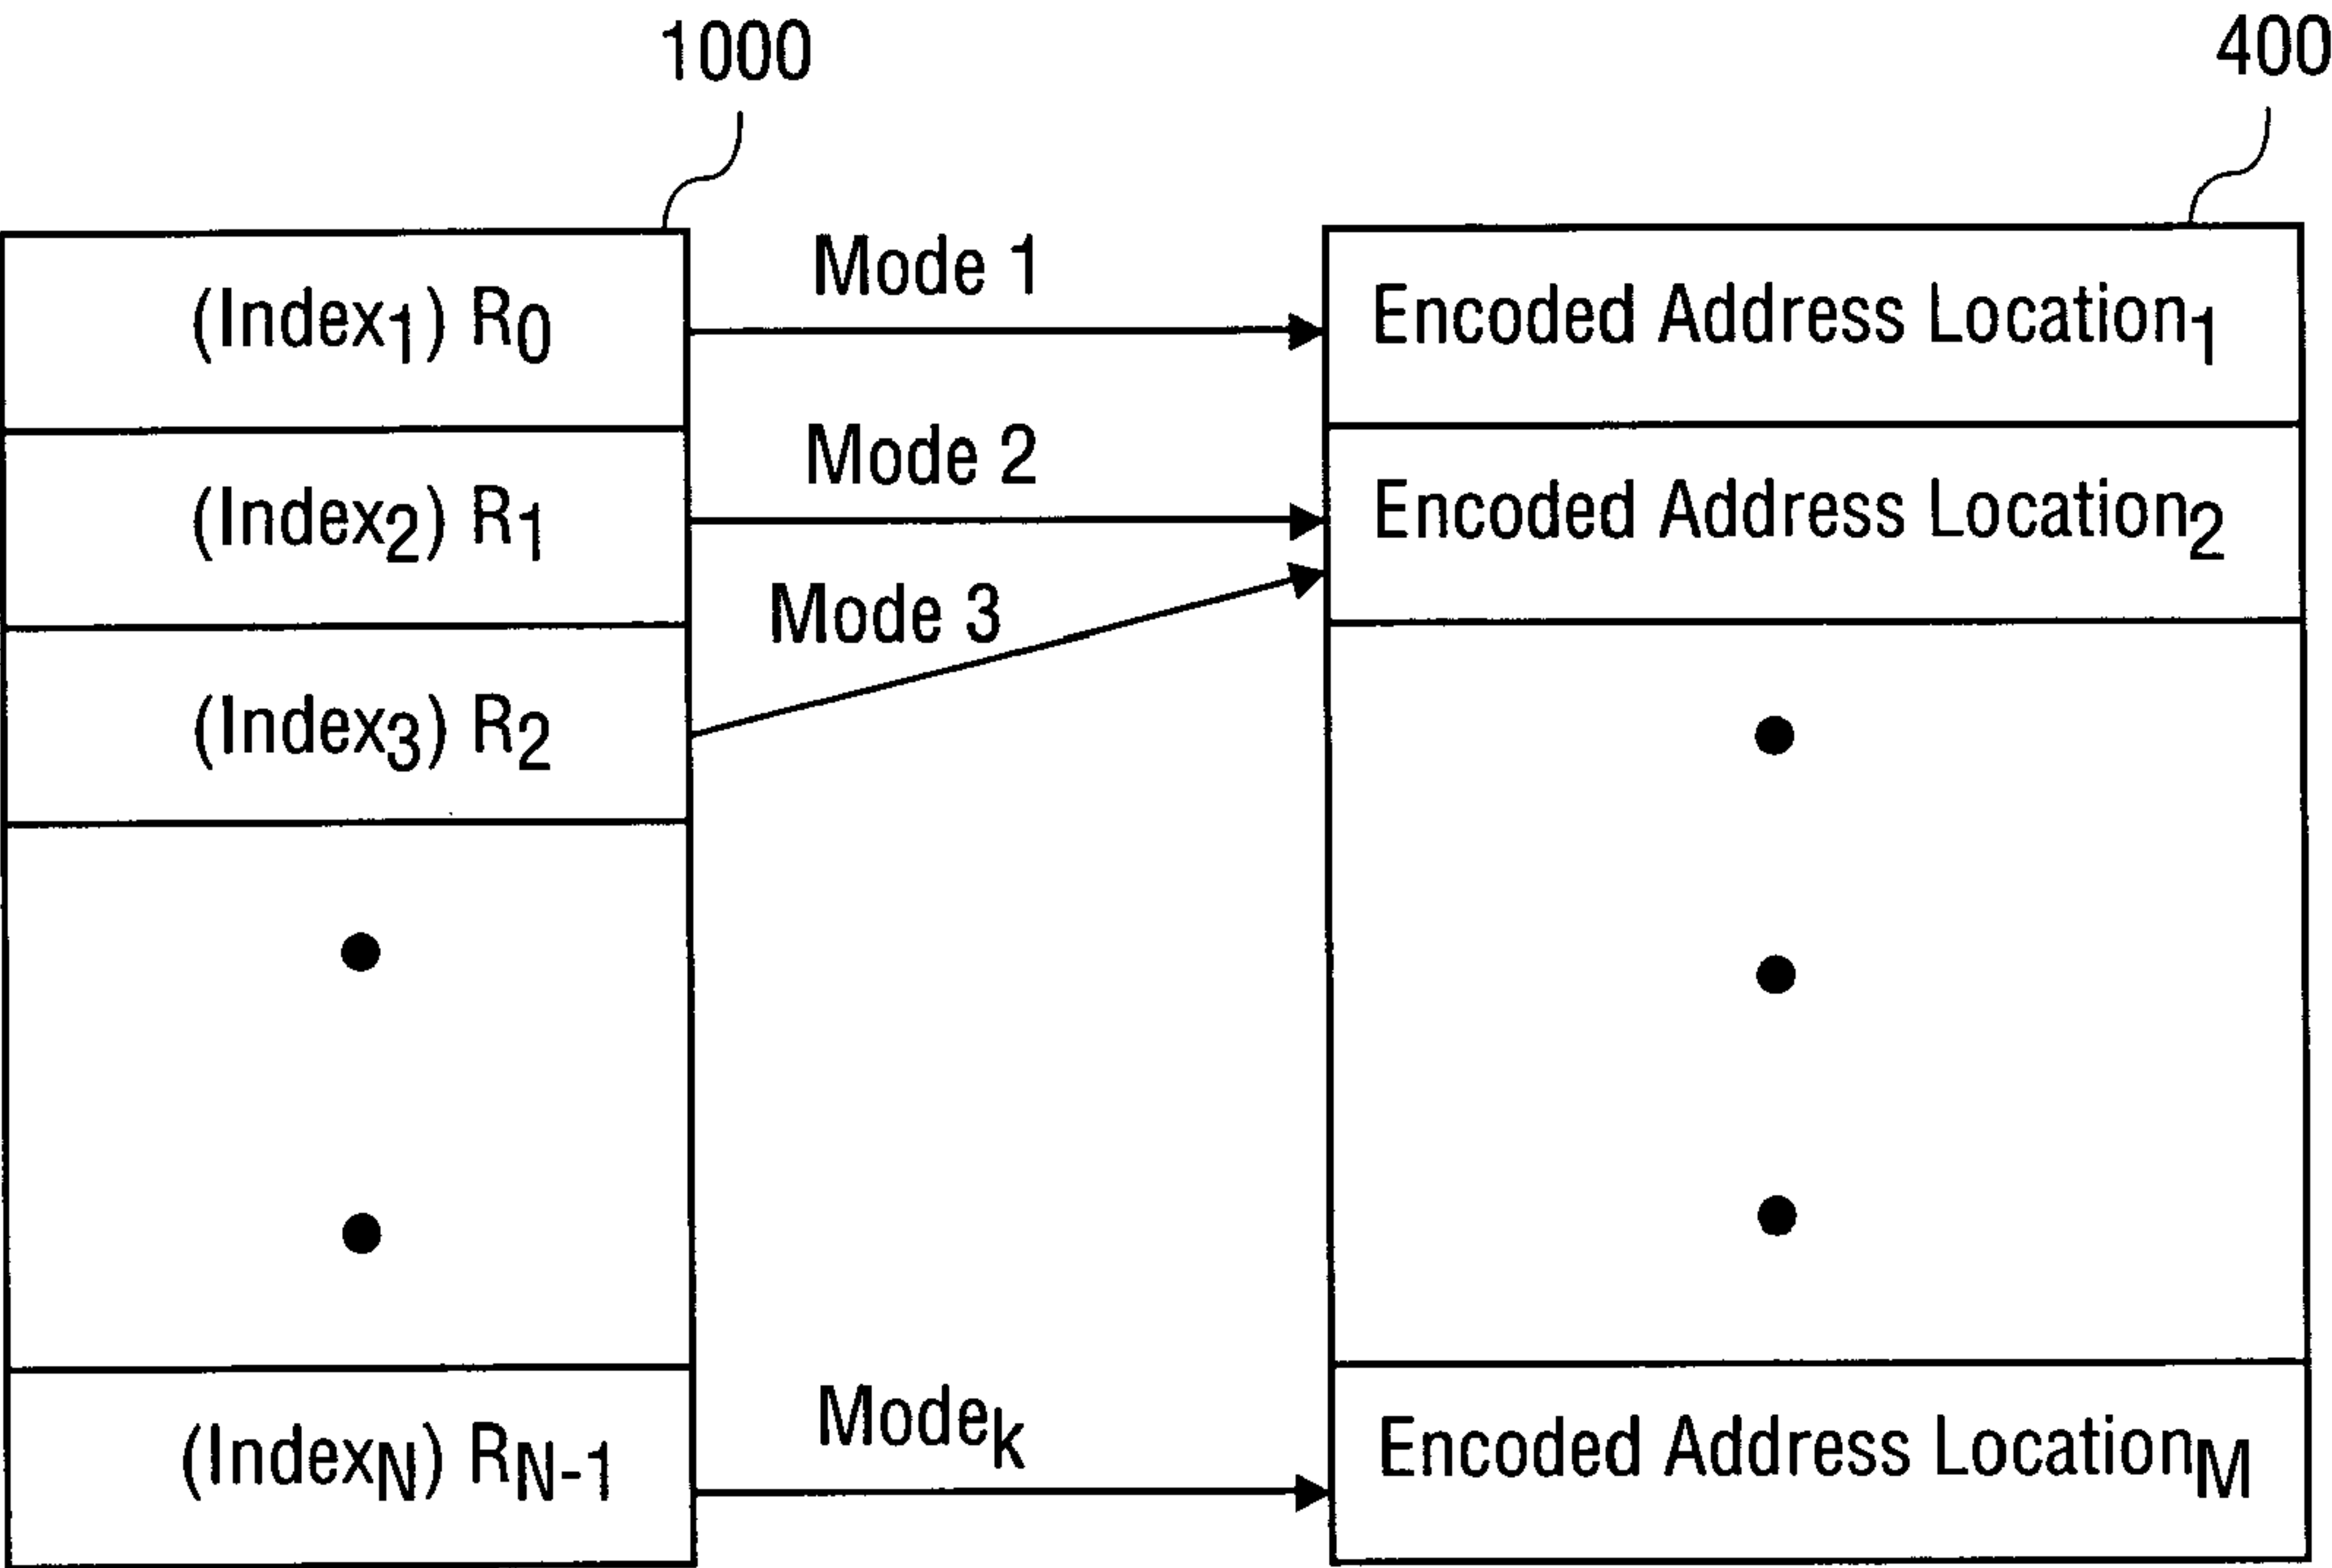 1000
400
(Index1) R0
Mode 1
Encoded Address Location1
(Index2) R1
Mode 2
Encoded Address Location2
(Index3) R2
Mode 3
(IndexN) RN-1
Modek
Encoded Address LocationM